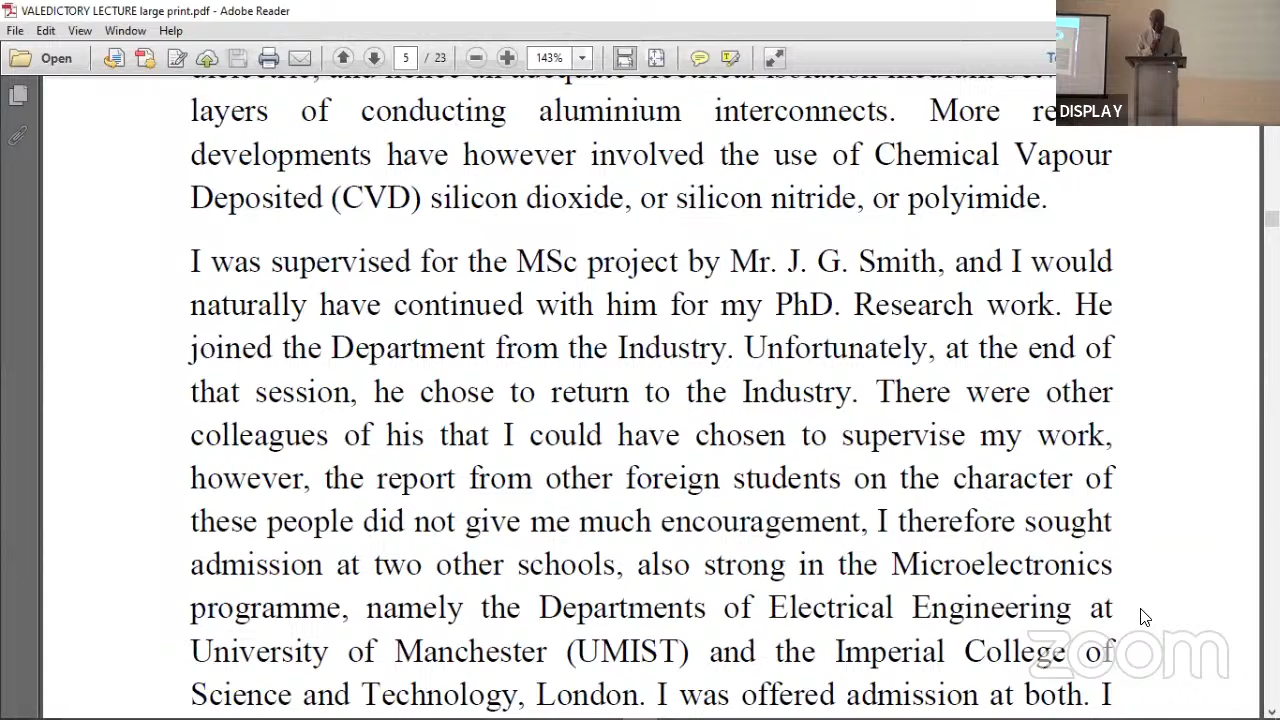 VALEDICTORY LECTURE large print.pdf - Adobe Reader
File Edit View Window Help
Open 5 / 23 143%
DISPLAY
layers of conducting aluminium interconnects. More
developments have however involved the use of Chemical Vapour
Deposited (CVD) silicon dioxide, or silicon nitride, or polyimide.
I was supervised for the MSc project by Mr. J. G. Smith, and I would
naturally have continued with him for my PhD. Research work. He
joined the Department from the Industry. Unfortunately, at the end of
that session, he chose to return to the Industry. There were other
colleagues of his that I could have chosen to supervise my work,
however, the report from other foreign students on the character of
these people did not give me much encouragement, I therefore sought
admission at two other schools, also strong in the Microelectronics
programme, namely the Departments of Electrical Engineering at
University of Manchester (UMIST) and the Imperial College of
Science and Technology, London. I was offered admission at both. I
zoom